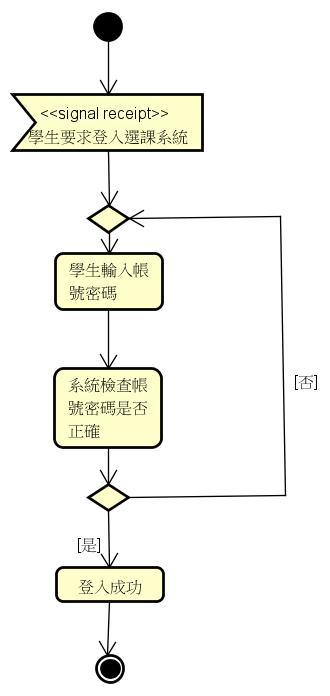 <<signal receipt>>
學生要求登入選課系統
學生輸入帳
號密碼
系統檢查帳
號密碼是否
正確
[否]
[是]
登入成功